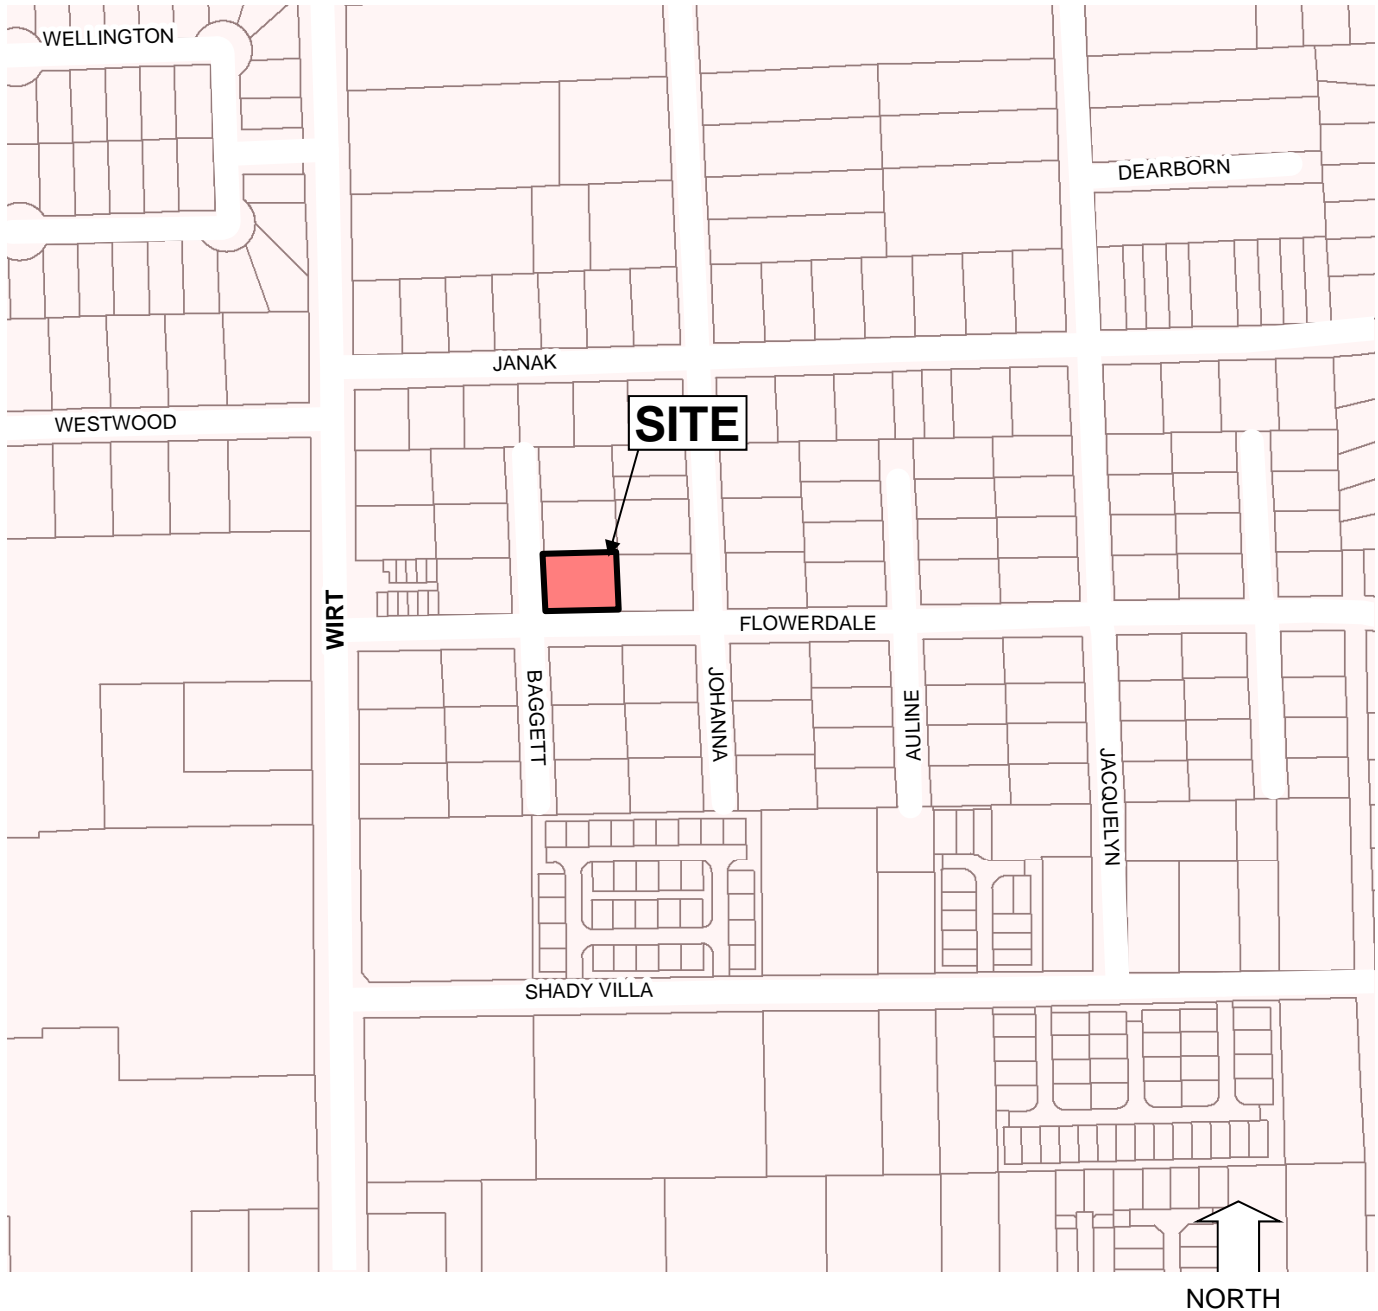 WELLINGTON
DEARBORN
JANAK
WESTWOOD
SITE
WIRT
FLOWERDALE
BAGGETT
JOHANNA
AULINE
JACQUELYN
SHADY VILLA
NORTH